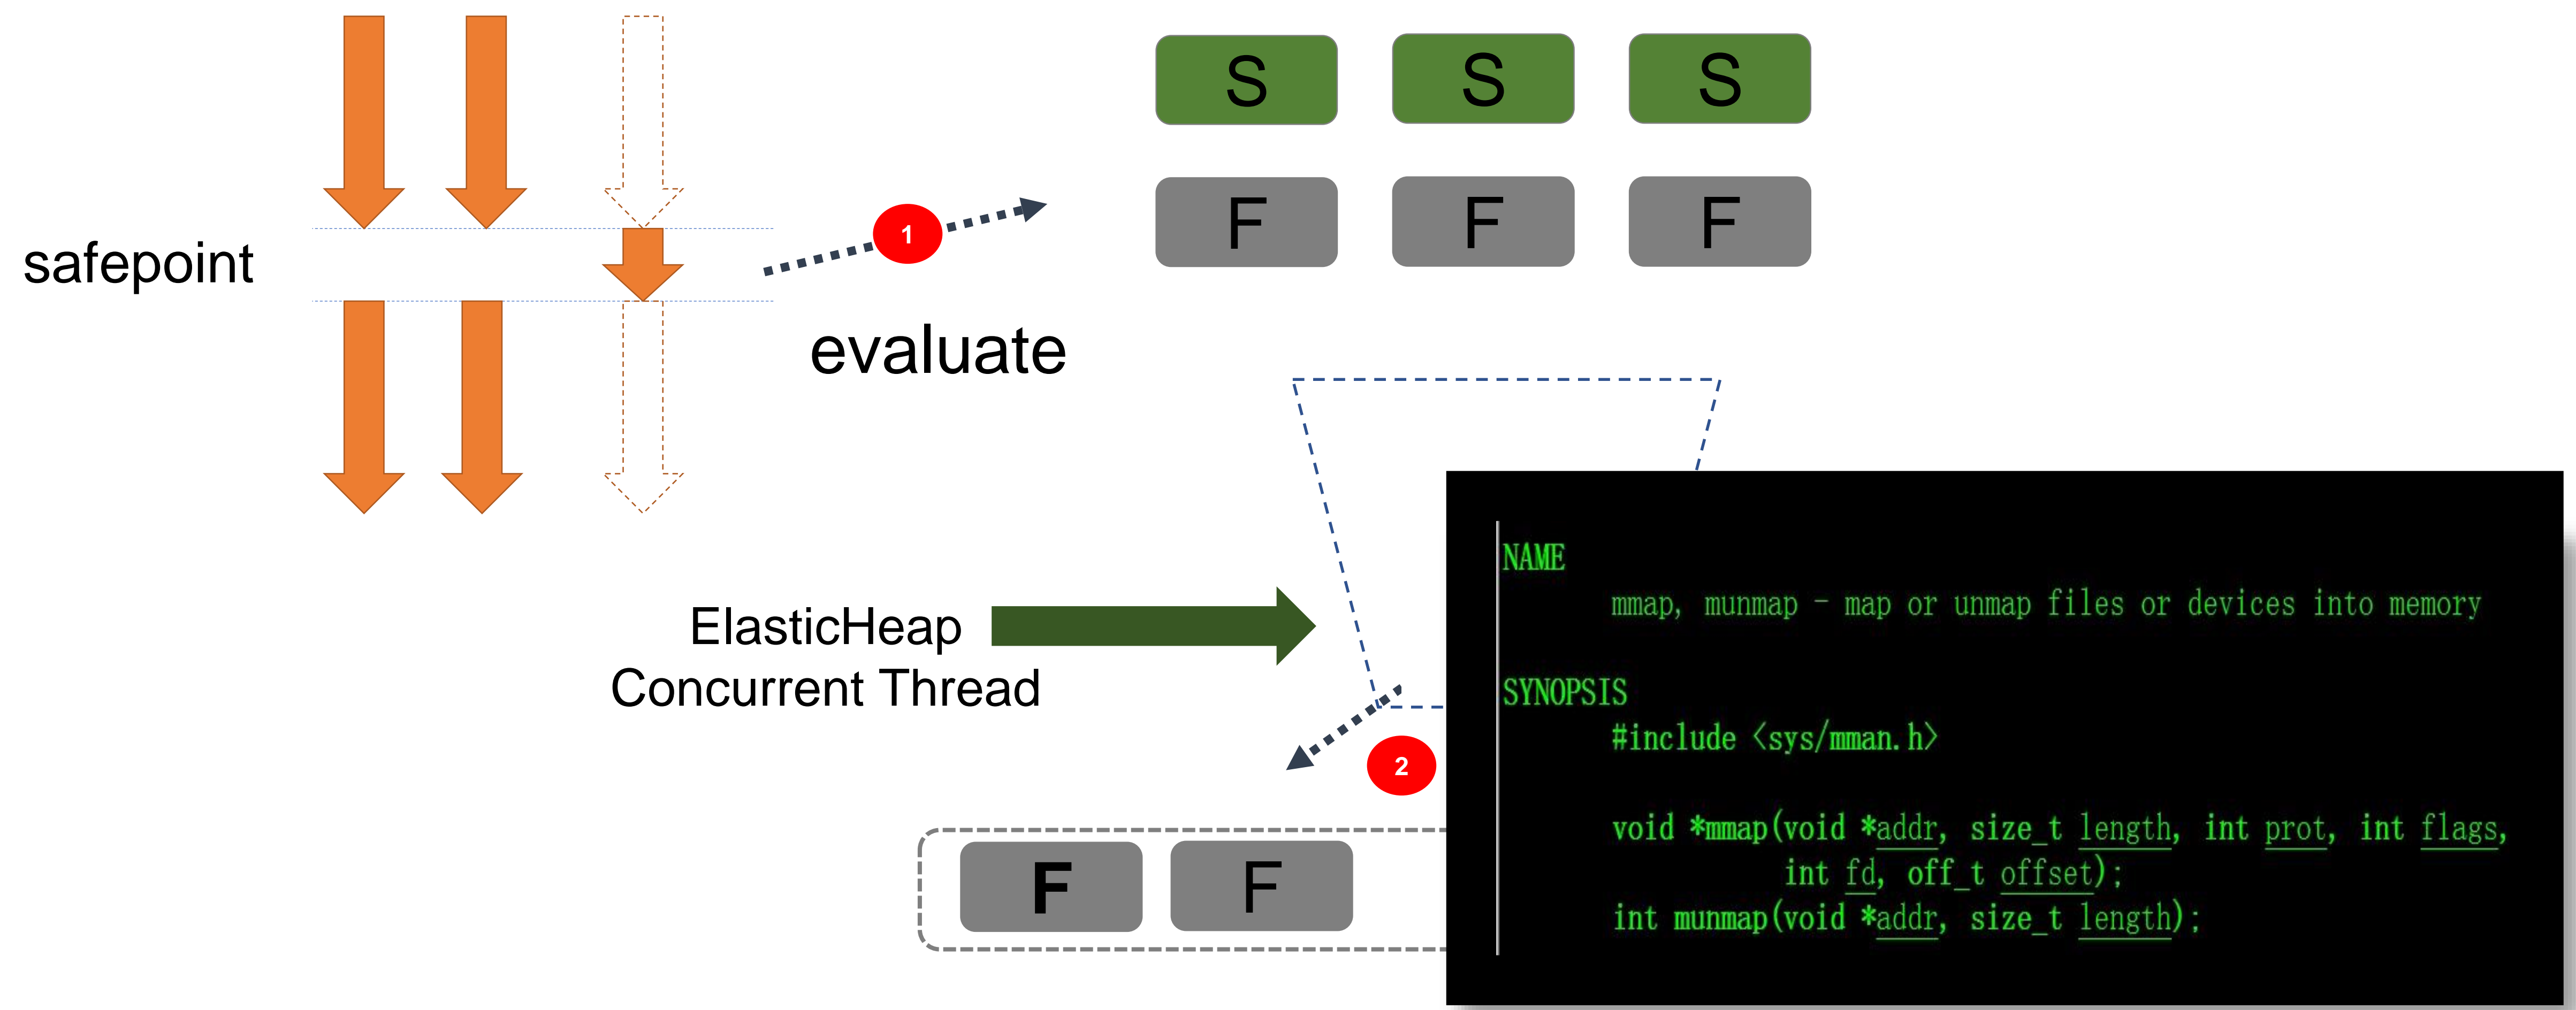 S S S
F F F
safepoint
1
evaluate
ElasticHeap
Concurrent Thread
2
F F
NAME
mmap, munmap - map or unmap files or devices into memory
SYNOPSIS
#include <sys/mman.h>
void *mmap(void *addr, size_t length, int prot, int flags,
int fd, off_t offset);
int munmap(void *addr, size_t length);